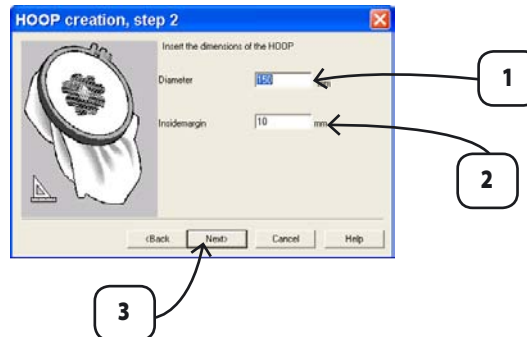 HOOP creation, step 2
Insert the dimensions of the HOOP
Diameter 150 mm
Insidemargin 10 mm
<Back Next> Cancel Help
1
2
3